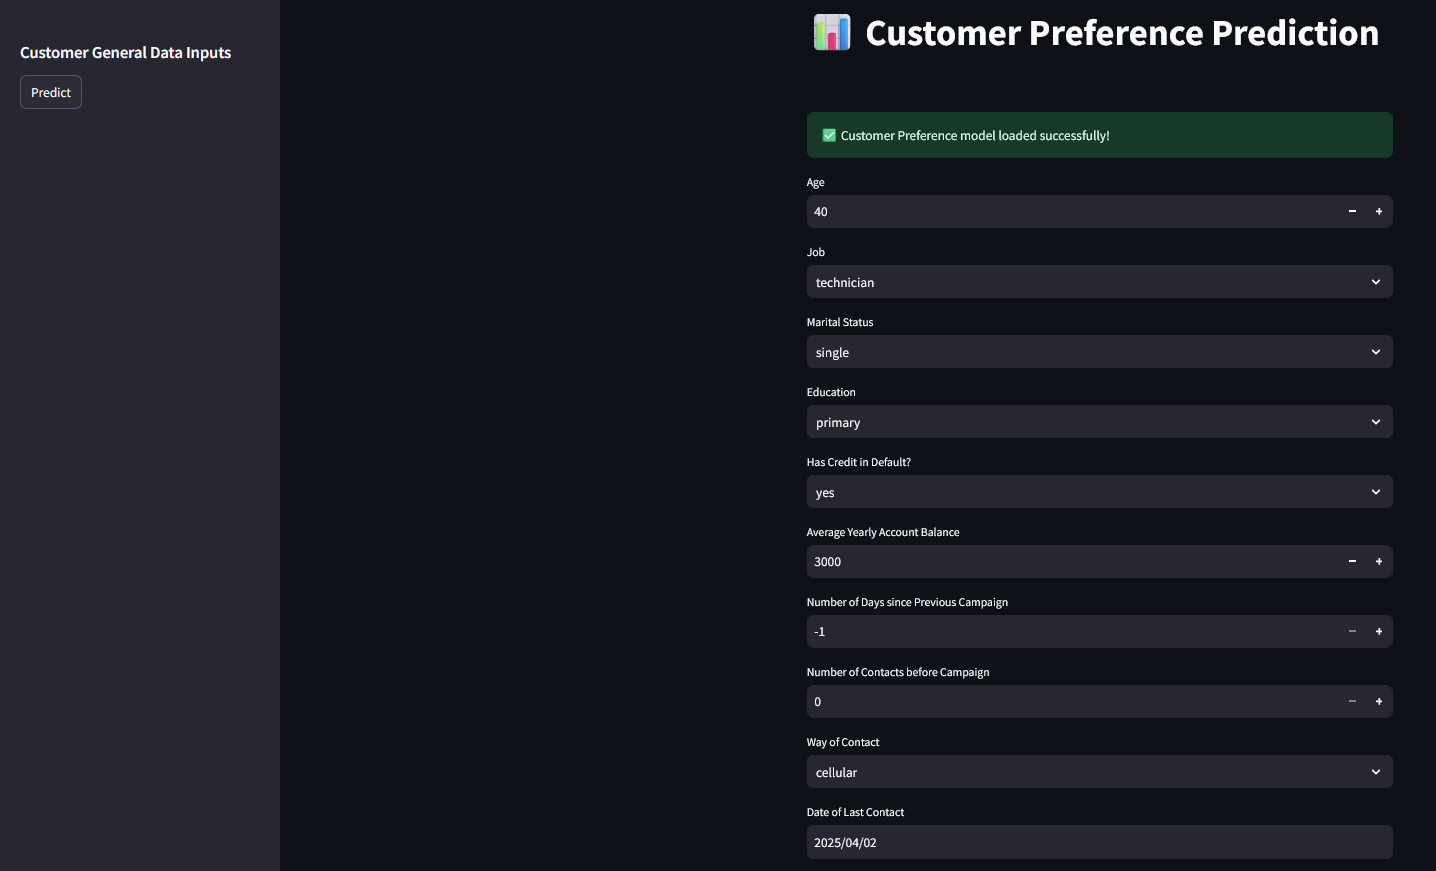 Customer General Data Inputs
Predict
Customer Preference Prediction
Customer Preference model loaded successfully!
Age
40
Job
technician
Marital Status
single
Education
primary
Has Credit in Default?
yes
Average Yearly Account Balance
3000
Number of Days since Previous Campaign
-1
Number of Contacts before Campaign
0
Way of Contact
cellular
Date of Last Contact
2025/04/02